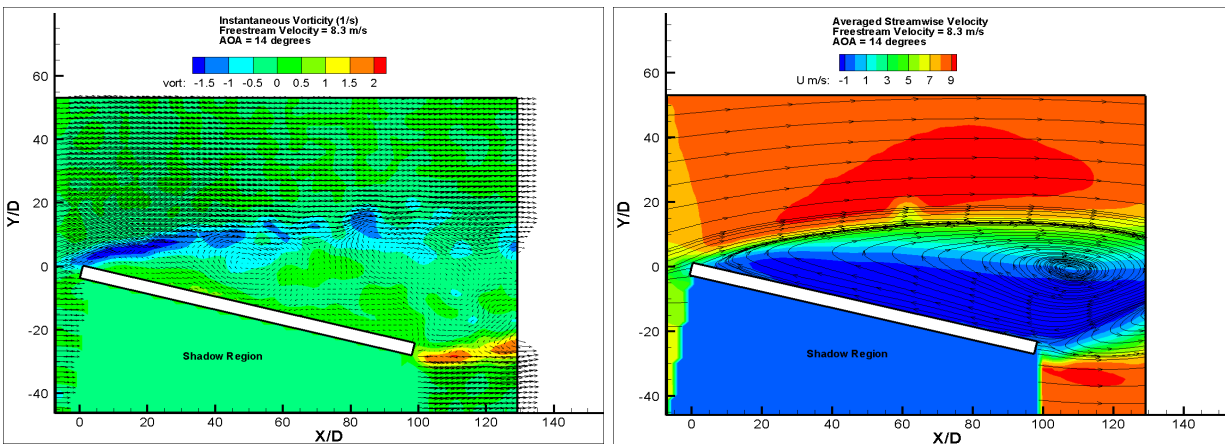 Instantaneous Vorticity (1/s)
Freestream Velocity = 8.3 m/s
AOA = 14 degrees
vort: -1.5 -1 -0.5 0 0.5 1 1.5 2
60
40
20
0
-20
-40
Y/D
Shadow Region
0 20 40 60 80 100 120 140
X/D
Averaged Streamwise Velocity
Freestream Velocity = 8.3 m/s
AOA = 14 degrees
U m/s: -1 1 3 5 7 9
60
40
20
0
-20
-40
Y/D
Shadow Region
0 20 40 60 80 100 120 140
X/D